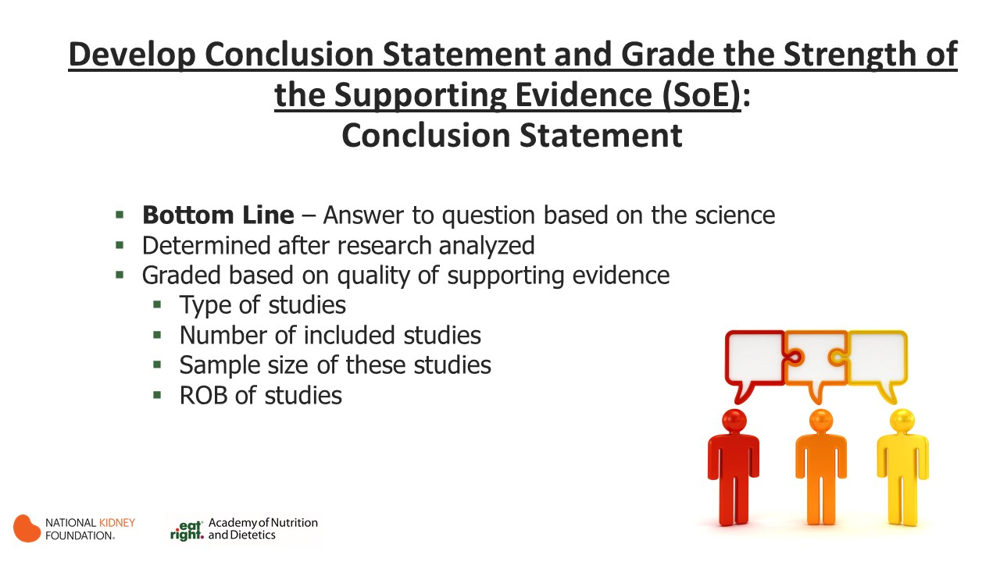 Develop Conclusion Statement and Grade the Strength of
the Supporting Evidence (SoE):
Conclusion Statement
▪ Bottom Line – Answer to question based on the science
▪ Determined after research analyzed
▪ Graded based on quality of supporting evidence
▪ Type of studies
▪ Number of included studies
▪ Sample size of these studies
▪ ROB of studies
NATIONAL KIDNEY
FOUNDATION®
eat®
right.
Academy of Nutrition
and Dietetics